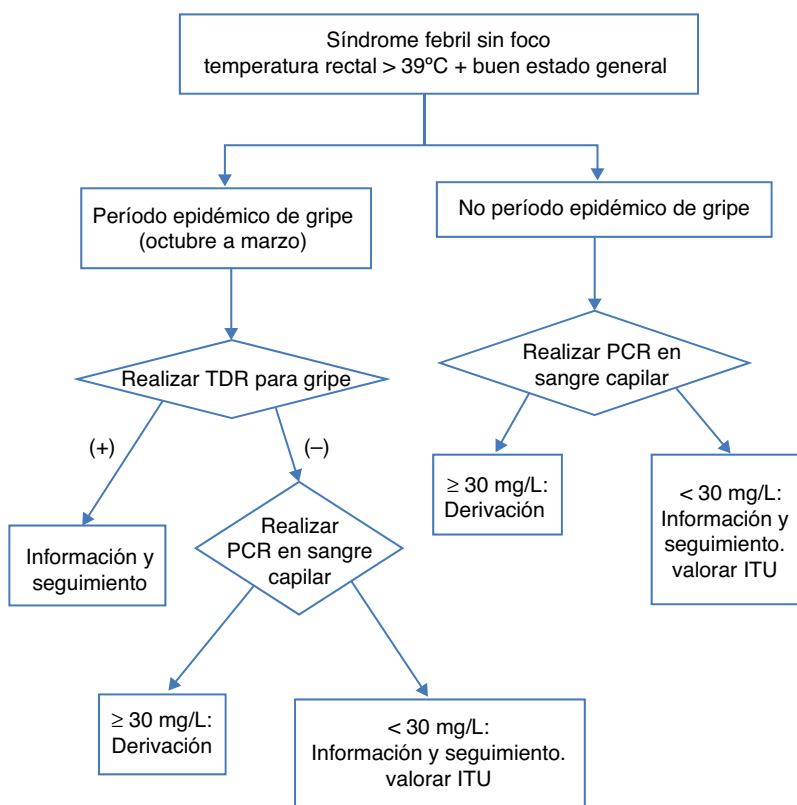 Síndrome febril sin foco
temperatura rectal > 39ºC + buen estado general
Período epidémico de gripe
(octubre a marzo)
No período epidémico de gripe
Realizar TDR para gripe
Realizar PCR en
sangre capilar
(+)
(–)
≥ 30 mg/L:
Derivación
< 30 mg/L:
Información y
seguimiento.
valorar ITU
Información y
seguimiento
Realizar
PCR en sangre
capilar
≥ 30 mg/L:
Derivación
< 30 mg/L:
Información y seguimiento.
valorar ITU